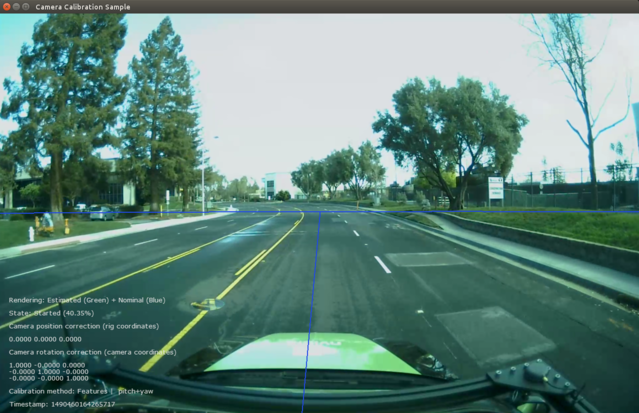 Camera Calibration Sample
Rendering: Estimated (Green) + Nominal (Blue)
State: Started (40.35%)
Camera position correction (rig coordinates)
0.0000 0.0000 0.0000
Camera rotation correction (camera coordinates)
1.0000 -0.0000 0.0000
-0.0000 1.0000 -0.0000
-0.0000 -0.0000 1.0000
Calibration method: Features | pitch+yaw
Timestamp: 1490460164265717